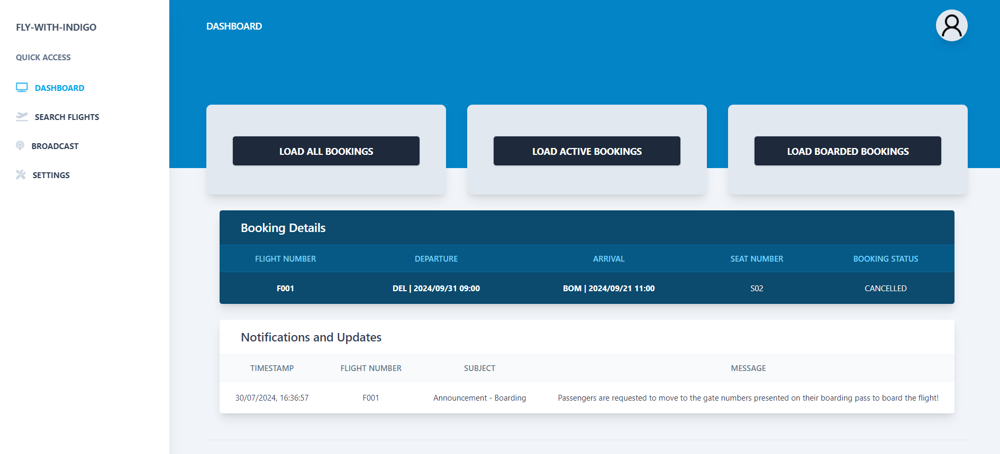 FLY-WITH-INDIGO
QUICK ACCESS
DASHBOARD
SEARCH FLIGHTS
BROADCAST
SETTINGS
DASHBOARD
LOAD ALL BOOKINGS
LOAD ACTIVE BOOKINGS
LOAD BOARDED BOOKINGS
Booking Details
FLIGHT NUMBER DEPARTURE ARRIVAL SEAT NUMBER BOOKING STATUS
F001 DEL | 2024/09/31 09:00 BOM | 2024/09/21 11:00 S02 CANCELLED
Notifications and Updates
TIMESTAMP FLIGHT NUMBER SUBJECT MESSAGE
30/07/2024, 16:36:57 F001 Announcement - Boarding Passengers are requested to move to the gate numbers presented on their boarding pass to board the flight!